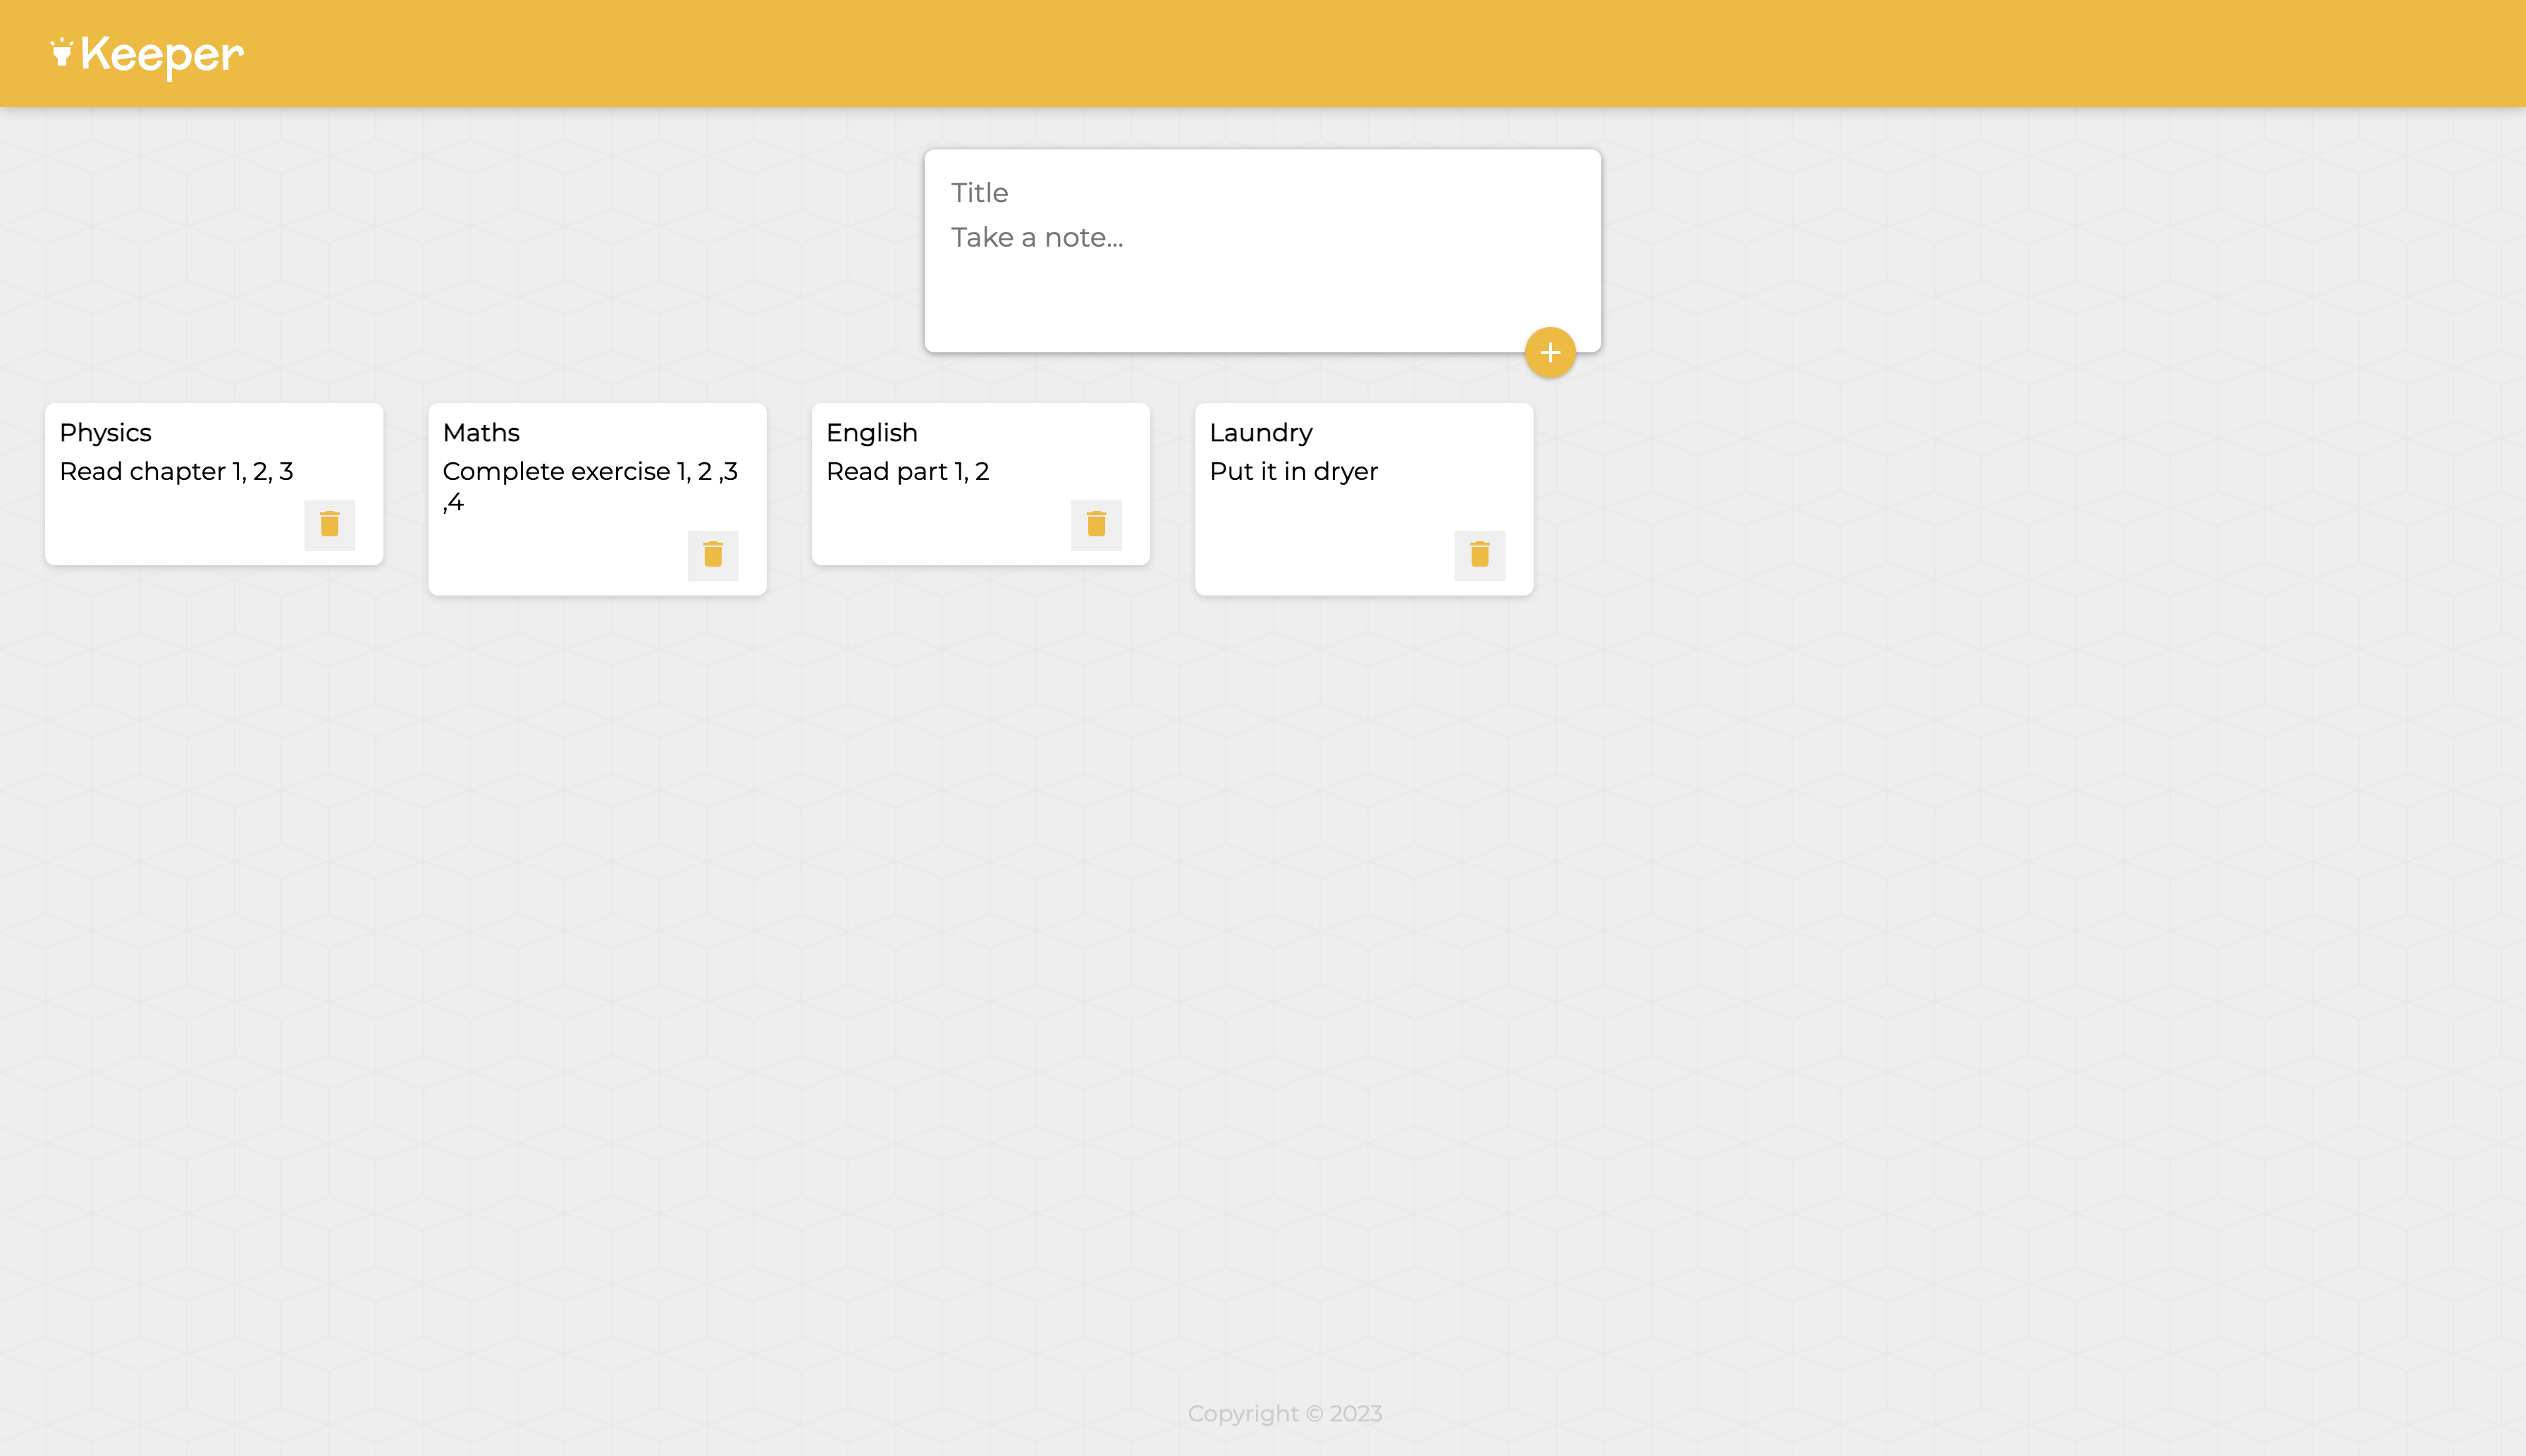 Keeper
Title
Take a note...
Physics
Read chapter 1, 2, 3
Maths
Complete exercise 1, 2 ,3
,4
English
Read part 1, 2
Laundry
Put it in dryer
Copyright © 2023